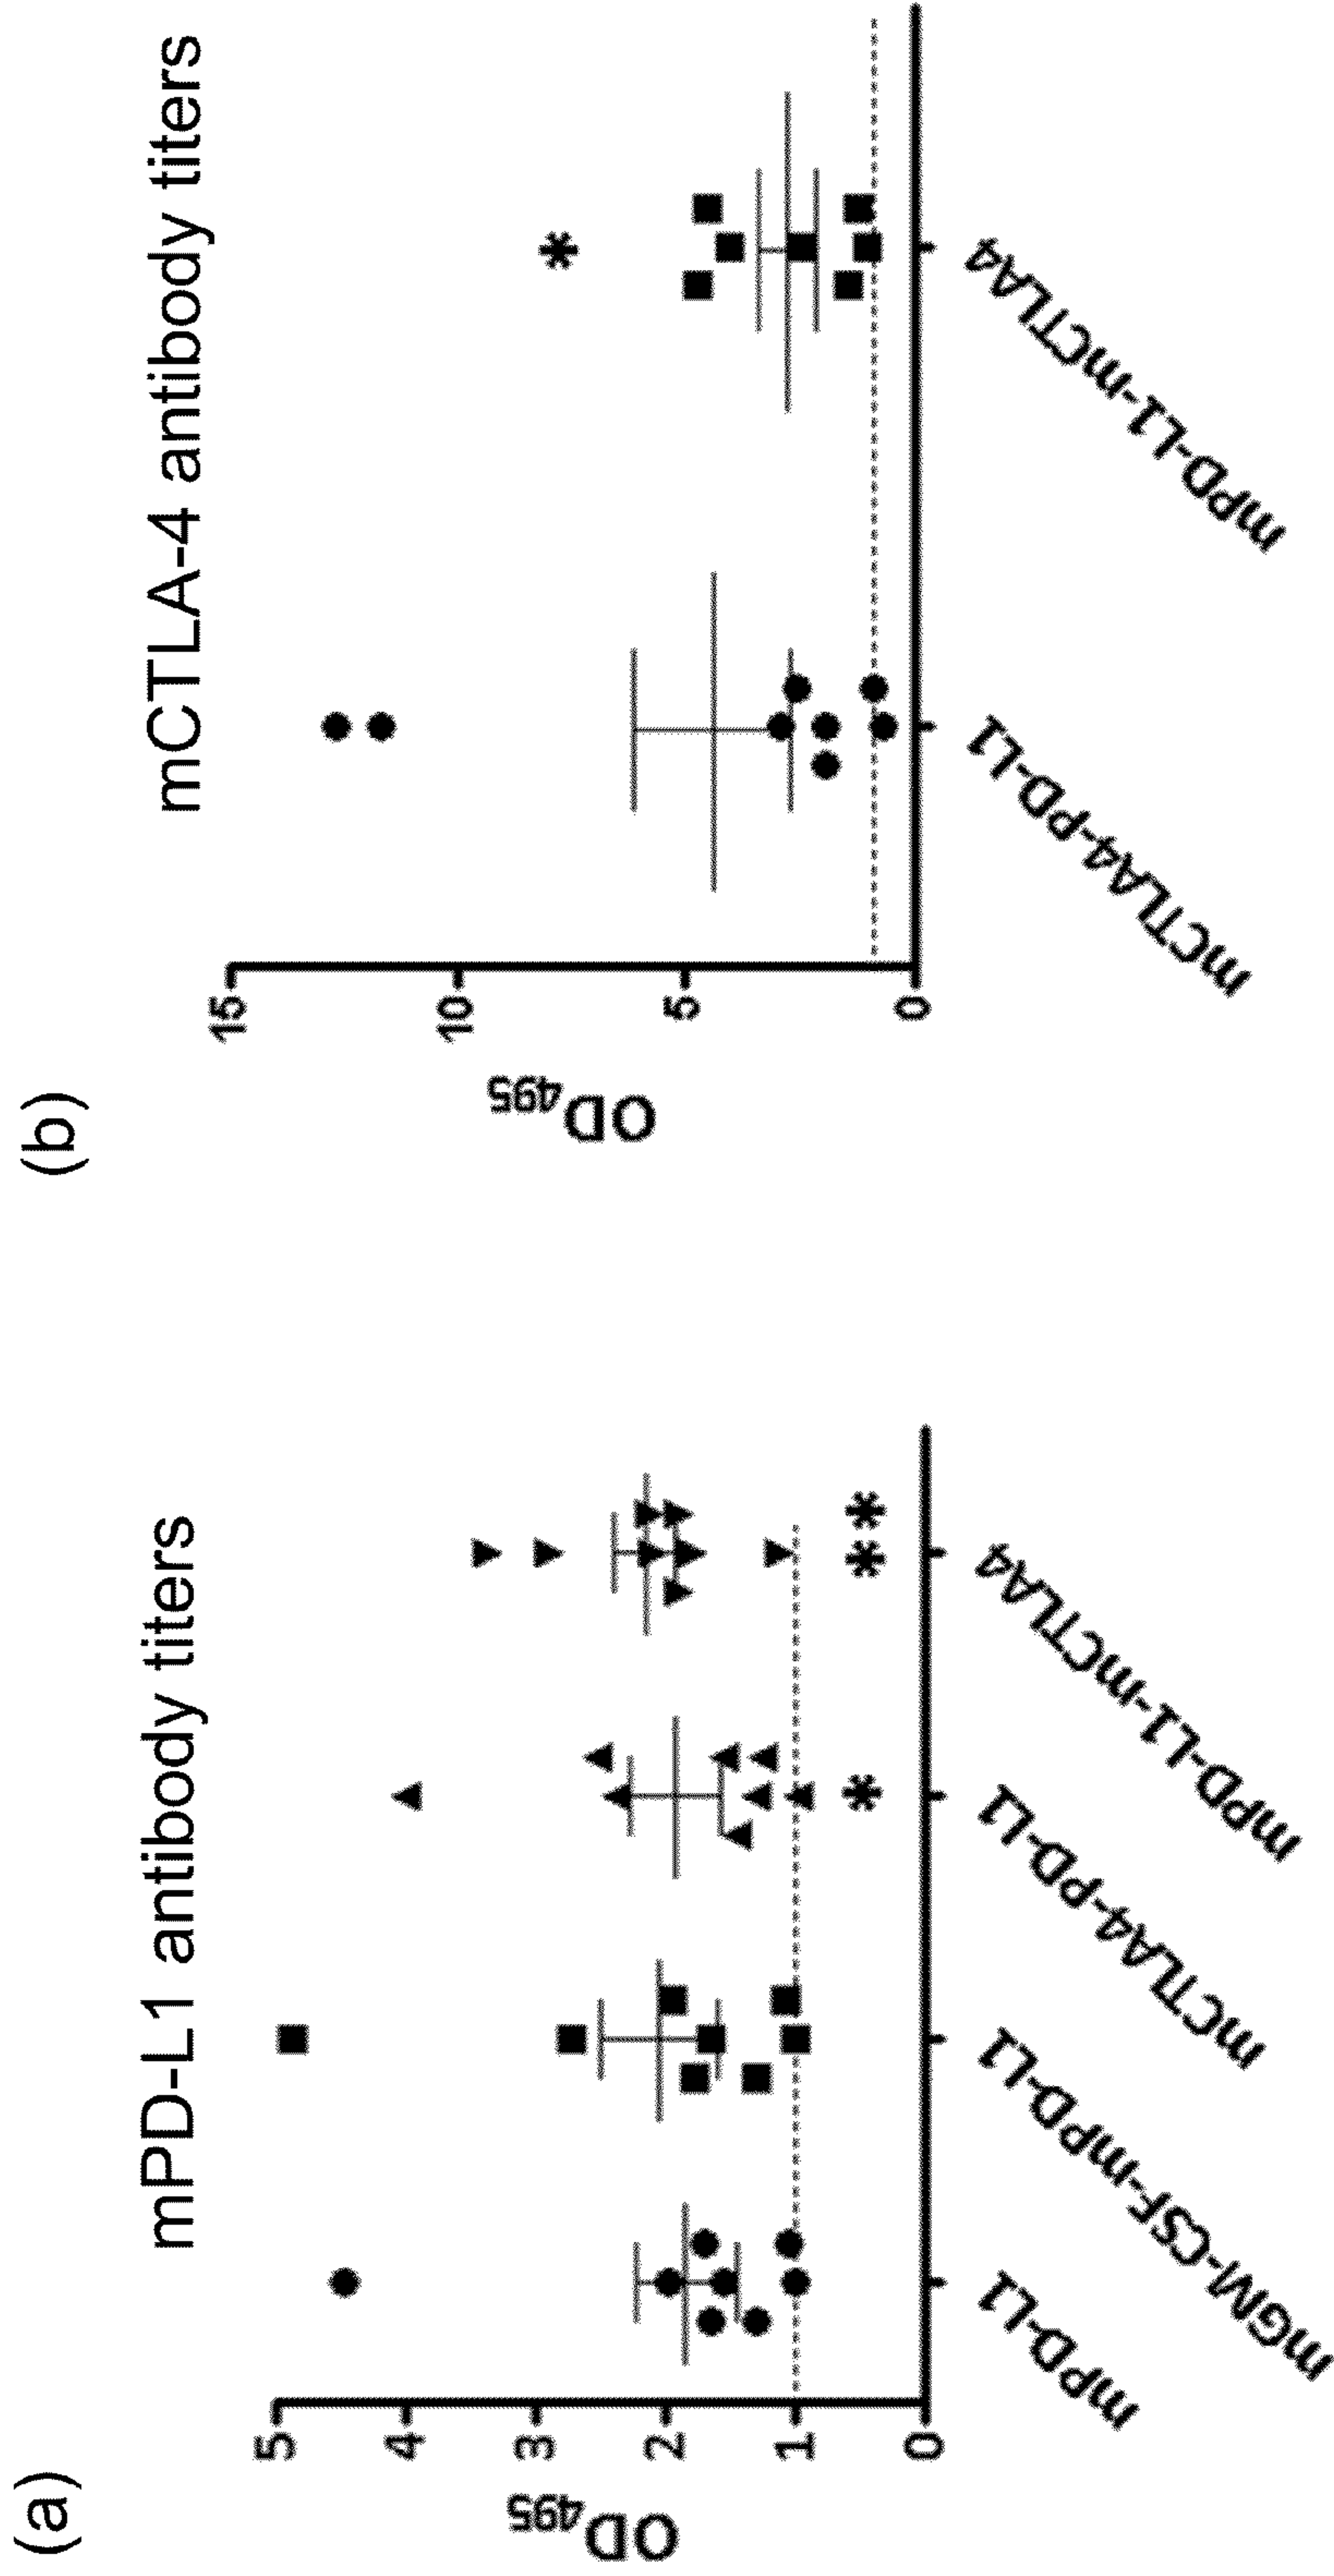 (a)
mPD-L1 antibody titers
OD495
5
4
3
2
1
0
* ** 
mPD-L1
mGM-CSF-mPD-L1
mCTLA4-PD-L1
mPD-L1-mCTLA4
(b)
mCTLA-4 antibody titers
OD495
15
10
5
0
*
mCTLA4-PD-L1
mPD-L1-mCTLA4